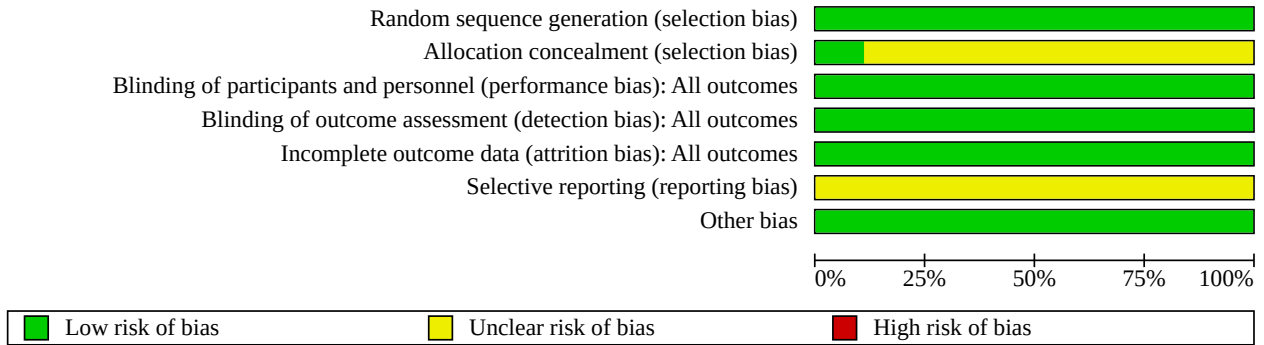 Random sequence generation (selection bias)
Allocation concealment (selection bias)
Blinding of participants and personnel (performance bias): All outcomes
Blinding of outcome assessment (detection bias): All outcomes
Incomplete outcome data (attrition bias): All outcomes
Selective reporting (reporting bias)
Other bias
0% 25% 50% 75% 100%
Low risk of bias Unclear risk of bias High risk of bias